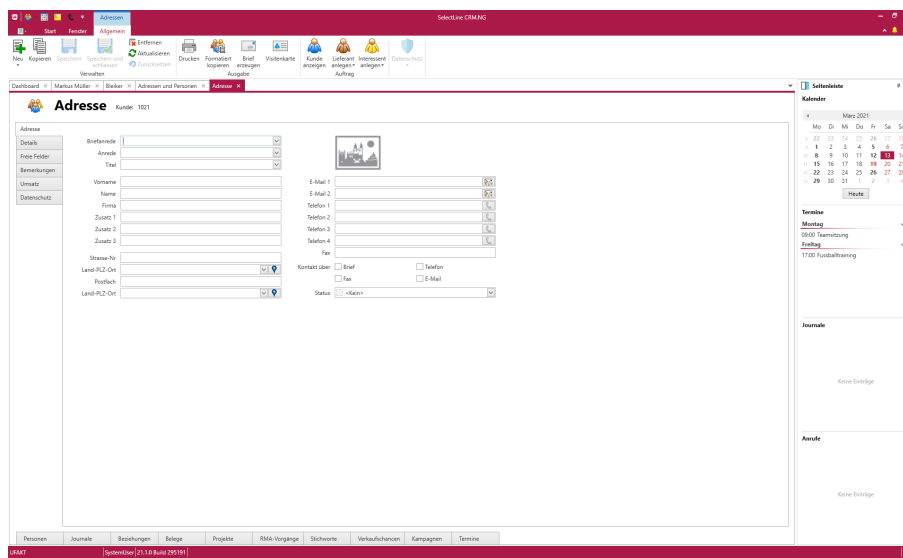 Adressen
SelectLine CRM.NG
Start Fenster Allgemein
Neu Kopieren Speichern Speichern und schliessen
Entfernen
Aktualisieren
Zurücksetzen
Drucken Formatiert kopieren Brief erzeugen Visitenkarte
Kunde anzeigen Lieferant anlegen Interessent anlegen Datenschutz
Verwalten Ausgabe Auftrag
Dashboard × Markus Müller × Bleiker × Adressen und Personen × Adresse ×
Adresse Kunde: 1021
Adresse
Details
Freie Felder
Bemerkungen
Umsatz
Datenschutz
Briefanrede
Anrede
Titel
Vorname
Name
Firma
Zusatz 1
Zusatz 2
Zusatz 3
Strasse-Nr
Land-PLZ-Ort
Postfach
Land-PLZ-Ort
E-Mail 1
E-Mail 2
Telefon 1
Telefon 2
Telefon 3
Telefon 4
Fax
Kontakt über Brief Telefon
Fax E-Mail
Status <Kein>
Seitenleiste
Kalender
März 2021
Mo Di Mi Do Fr Sa So
22 23 24 25 26 27 28
1 2 3 4 5 6 7
8 9 10 11 12 13 14
15 16 17 18 19 20 21
22 23 24 25 26 27 28
29 30 31 1 2 3 4
Heute
Termine
Montag
09:00 Teamsitzung
Freitag
17:00 Fussballtraining
Journale
Keine Einträge
Anrufe
Keine Einträge
Personen Journale Beziehungen Belege Projekte RMA-Vorgänge Stichworte Verkaufschancen Kampagnen Termine
UFAKT SystemUser 21.1.0 Build 295191